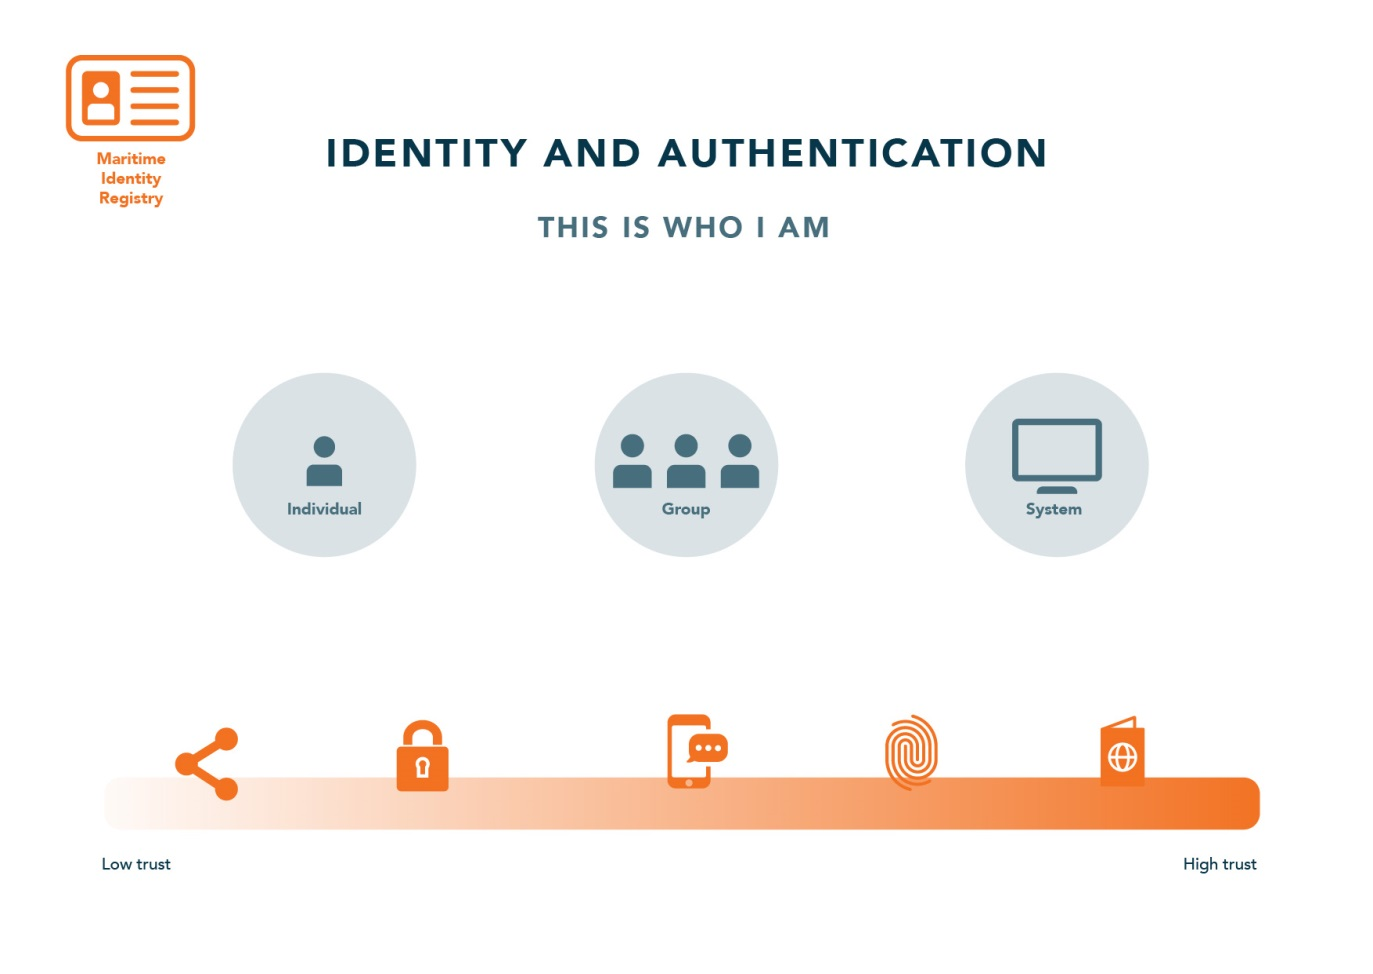 Maritime
Identity
Registry
IDENTITY AND AUTHENTICATION
THIS IS WHO I AM
Individual
Group
System
Low trust
High trust